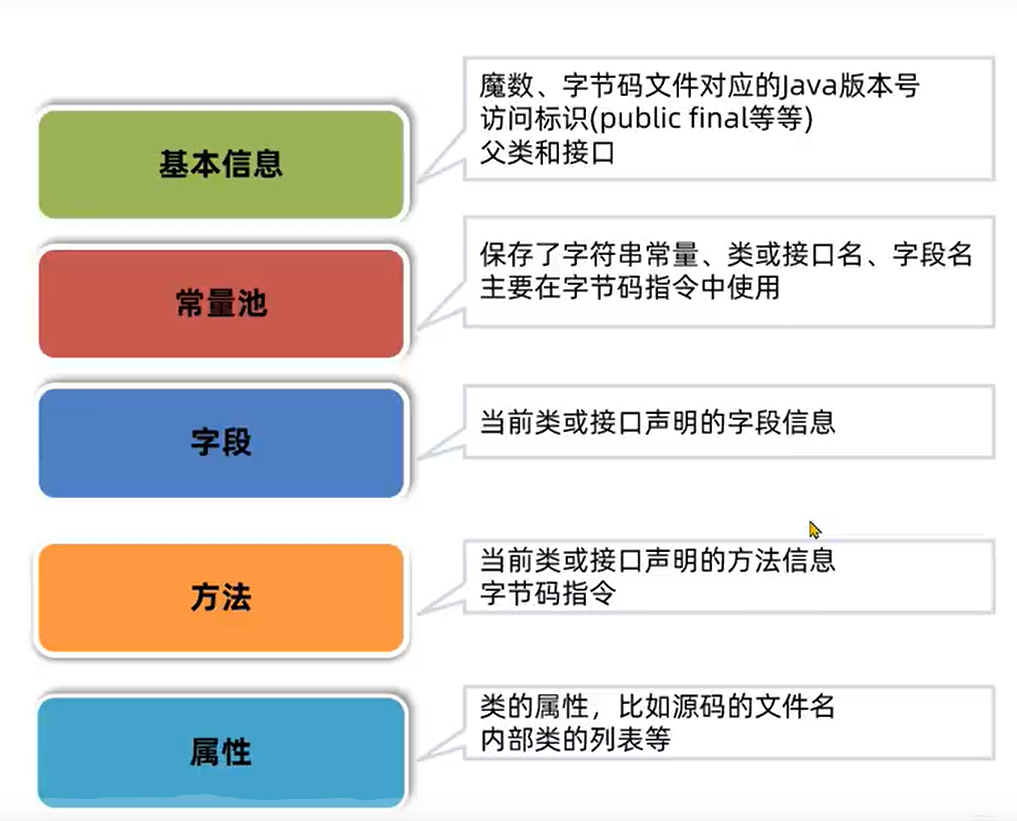 基本信息
魔数、字节码文件对应的Java版本号
访问标识(public final等等)
父类和接口
常量池
保存了字符串常量、类或接口名、字段名
主要在字节码指令中使用
字段
当前类或接口声明的字段信息
方法
当前类或接口声明的方法信息
字节码指令
属性
类的属性，比如源码的文件名
内部类的列表等